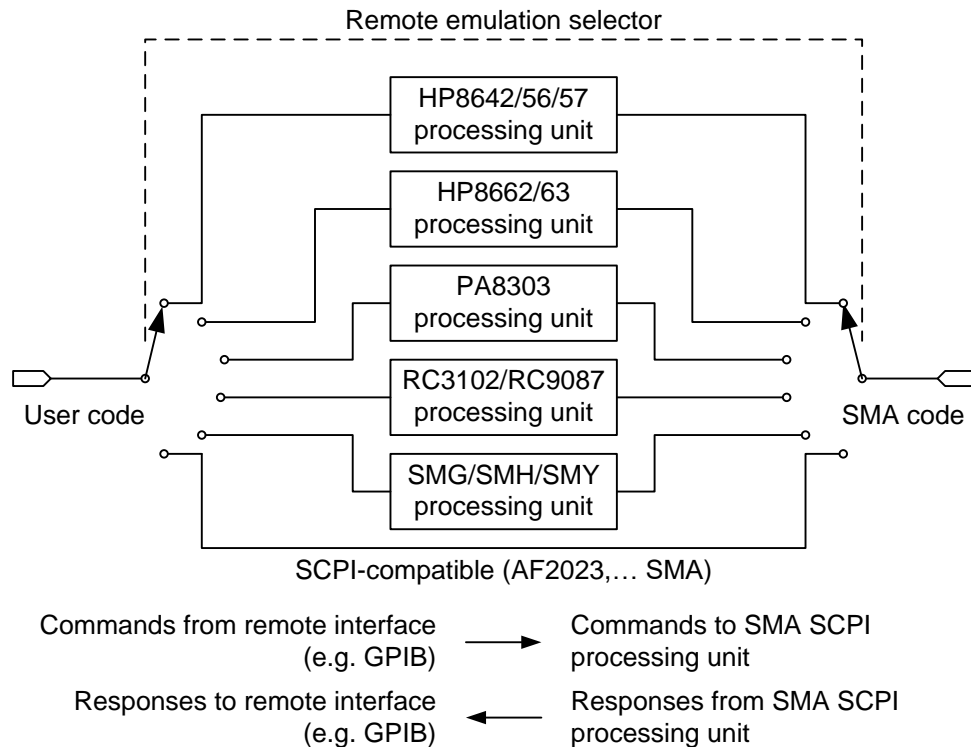 Remote emulation selector
HP8642/56/57
processing unit
HP8662/63
processing unit
PA8303
processing unit
RC3102/RC9087
processing unit
User code
SMA code
SMG/SMH/SMY
processing unit
SCPI-compatible (AF2023,… SMA)
Commands from remote interface
(e.g. GPIB)
Commands to SMA SCPI
processing unit
Responses to remote interface
(e.g. GPIB)
Responses from SMA SCPI
processing unit